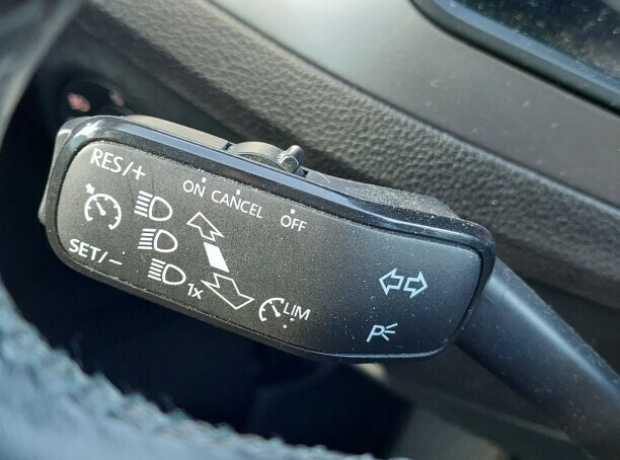 RES/+
ON CANCEL OFF
SET/-
1x
LIM
P